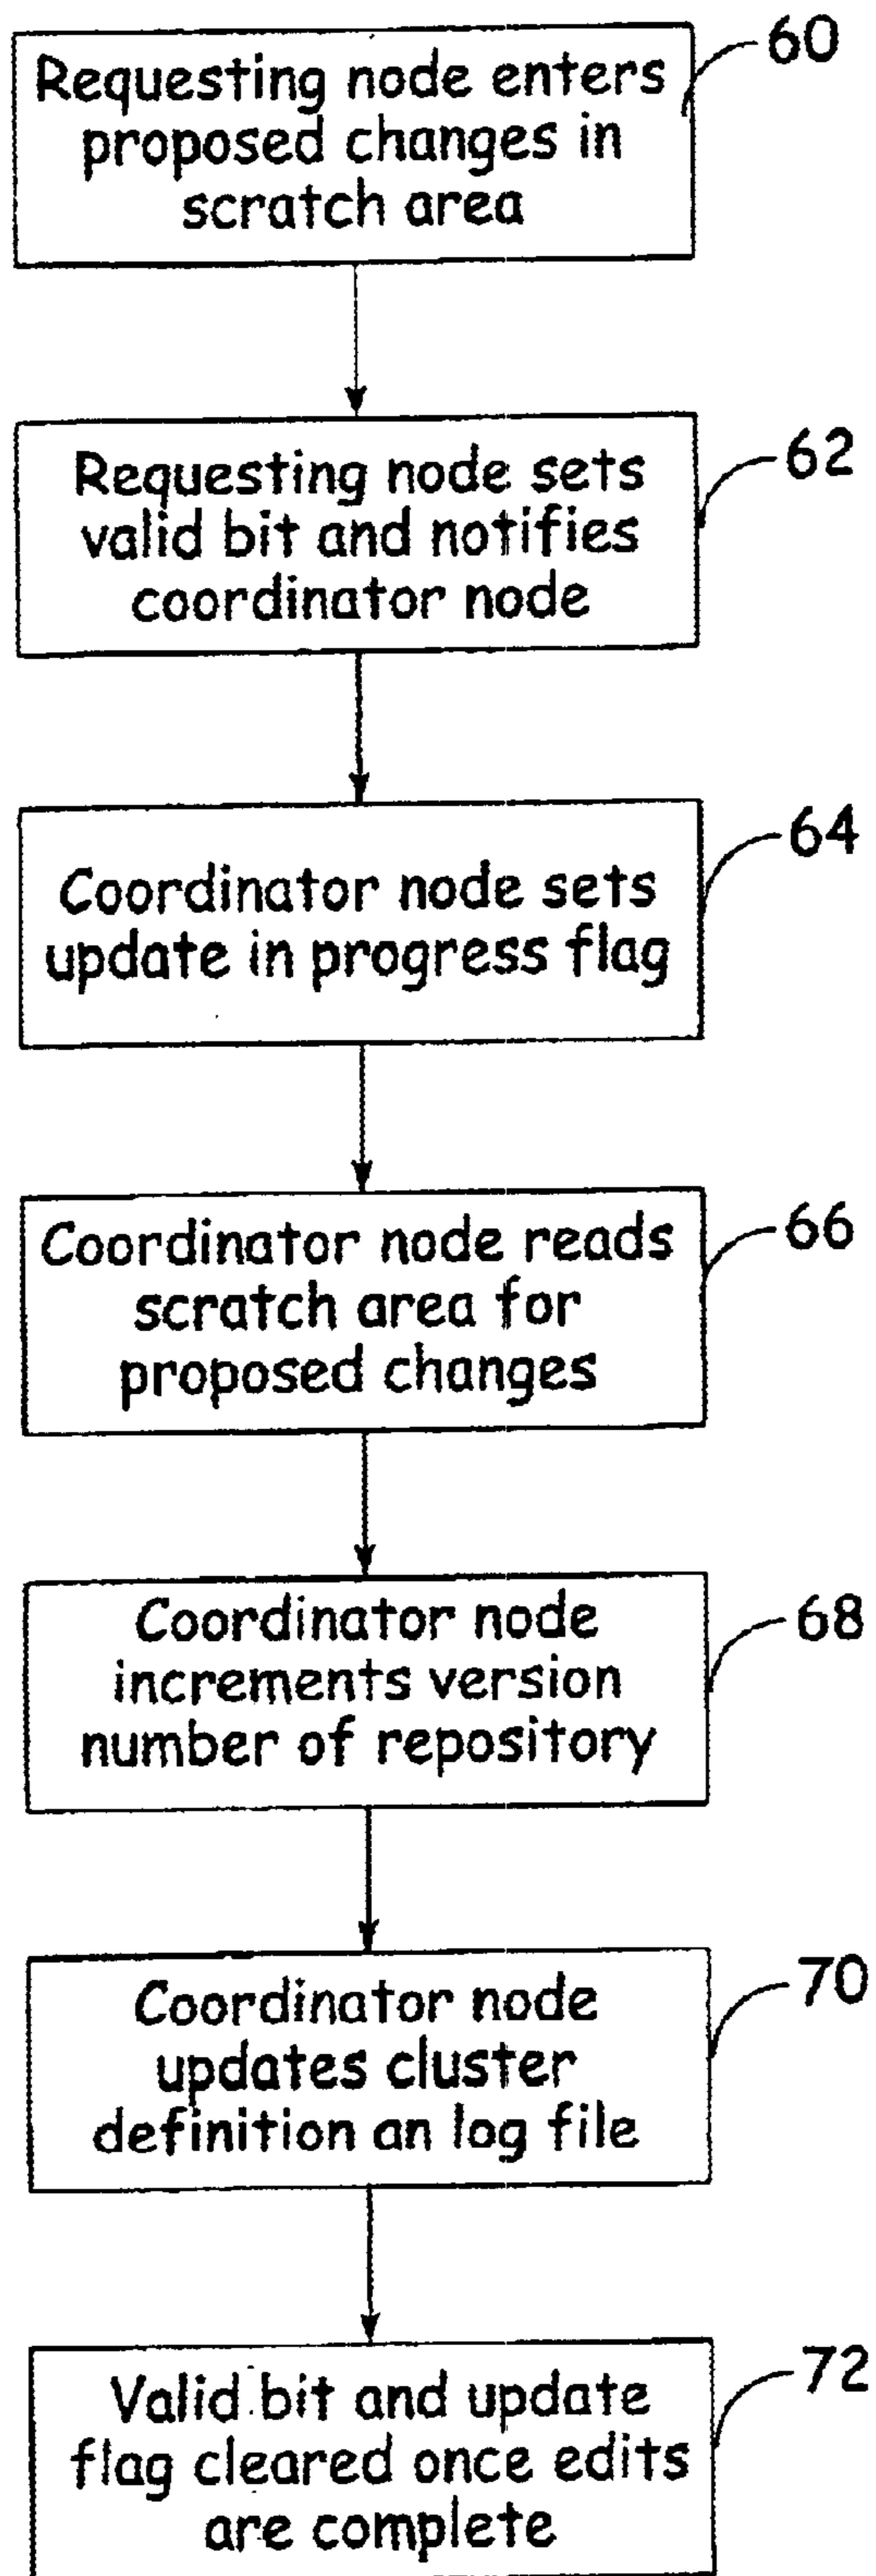 60
Requesting node enters
proposed changes in
scratch area
62
Requesting node sets
valid bit and notifies
coordinator node
64
Coordinator node sets
update in progress flag
66
Coordinator node reads
scratch area for
proposed changes
68
Coordinator node
increments version
number of repository
70
Coordinator node
updates cluster
definition an log file
72
Valid bit and update
flag cleared once edits
are complete